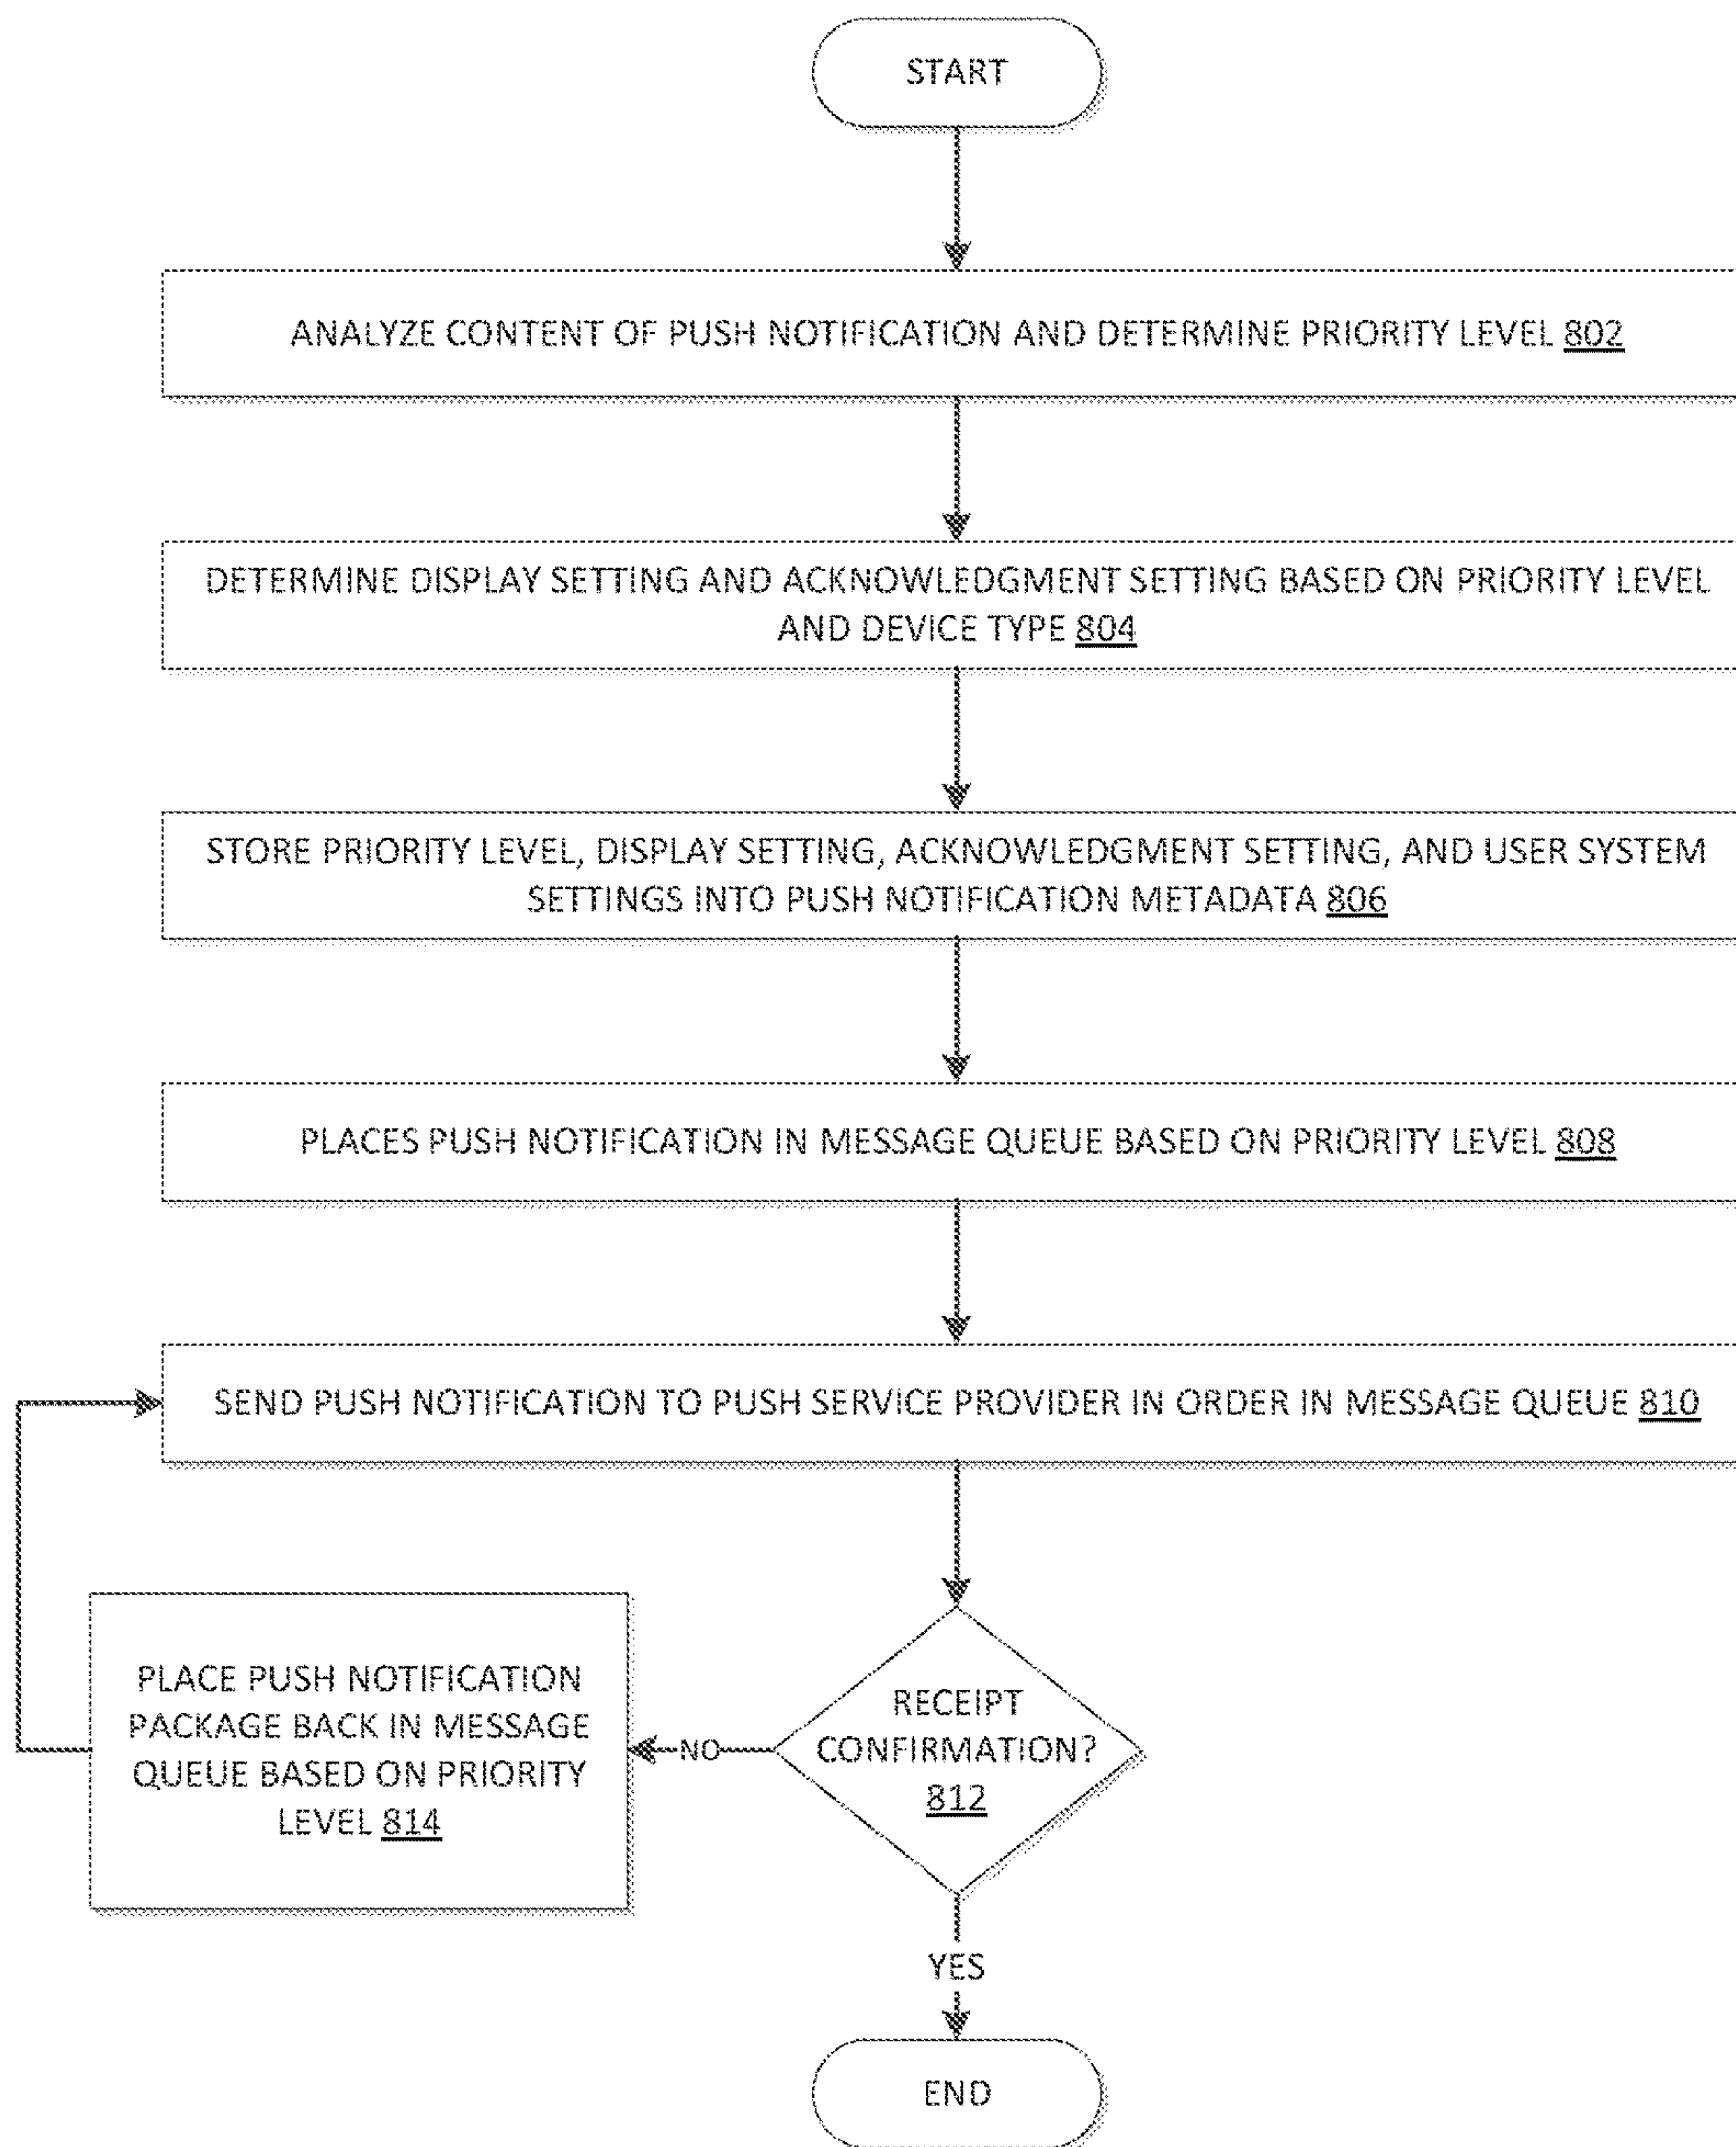 START
ANALYZE CONTENT OF PUSH NOTIFICATION AND DETERMINE PRIORITY LEVEL 802
DETERMINE DISPLAY SETTING AND ACKNOWLEDGMENT SETTING BASED ON PRIORITY LEVEL
AND DEVICE TYPE 804
STORE PRIORITY LEVEL, DISPLAY SETTING, ACKNOWLEDGMENT SETTING, AND USER SYSTEM
SETTINGS INTO PUSH NOTIFICATION METADATA 806
PLACES PUSH NOTIFICATION IN MESSAGE QUEUE BASED ON PRIORITY LEVEL 808
SEND PUSH NOTIFICATION TO PUSH SERVICE PROVIDER IN ORDER IN MESSAGE QUEUE 810
RECEIPT
CONFIRMATION?
812
NO
PLACE PUSH NOTIFICATION
PACKAGE BACK IN MESSAGE
QUEUE BASED ON PRIORITY
LEVEL 814
YES
END